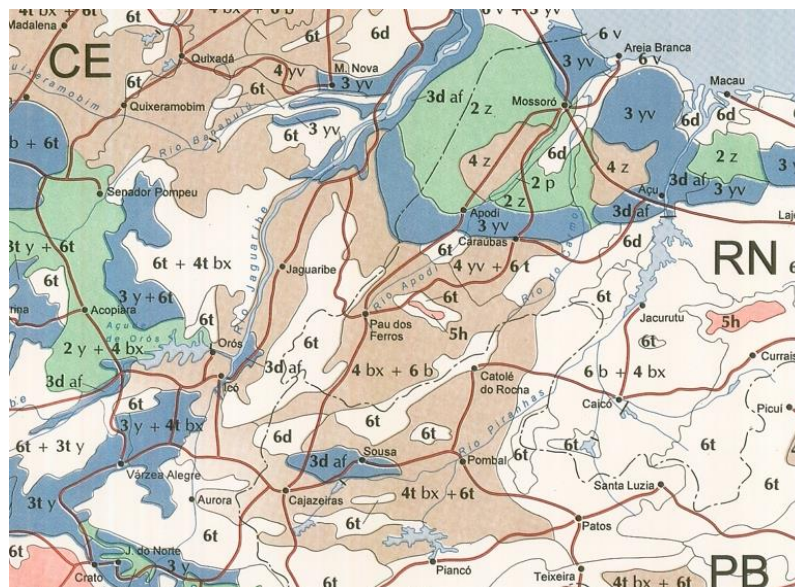 4t bx + 6t
6t
4 bx + 6 b
6d
6 v + 3 yv
6 v
Madalena
CE
Quixadá
6t
4 yv
M. Nova
3 yv
Areia Branca
6 v
Macau
Quixeramobim
6t
3d af
2 z
Mossoró
3 yv
6d
6d
Rio Banabuiú
6t
3 yv
b + 6t
4 z
6d
4 z
2 z
3 yv
Senador Pompeu
2 p
2 z
Açu
3d af
3 yv
Apodi
3 yv
3d af
3t y + 6t
6t + 4t bx
Caraúbas
6t
6d
RN
6t
Rio Jaguaribe
Jaguaribe
4 yv + 6 t
Rio do Carmo
3 y + 6t
Rio Apodi
6t
6t
Acopiara
Açude
de Orós
6t
Pau dos
Ferros
5h
Jacurutu
5h
6t
2 y + 4 bx
Orós
3d af
3d af
Icó
4 bx + 6 b
Catolé
do Rocha
6 b + 4 bx
Currais
Caicó
Picuí
3 y + 4t bx
6t
6t
Rio Piranhas
6t + 3t y
6d
Sousa
3d af
6t
6t
Várzea Alegre
Pombal
6t
3t y
Aurora
Cajazeiras
4t bx + 6t
Santa Luzia
6t
6t
6t
Patos
6t
J. do Norte
Crato
3 y
Piancó
Teixeira
4t bx + 6t
PB